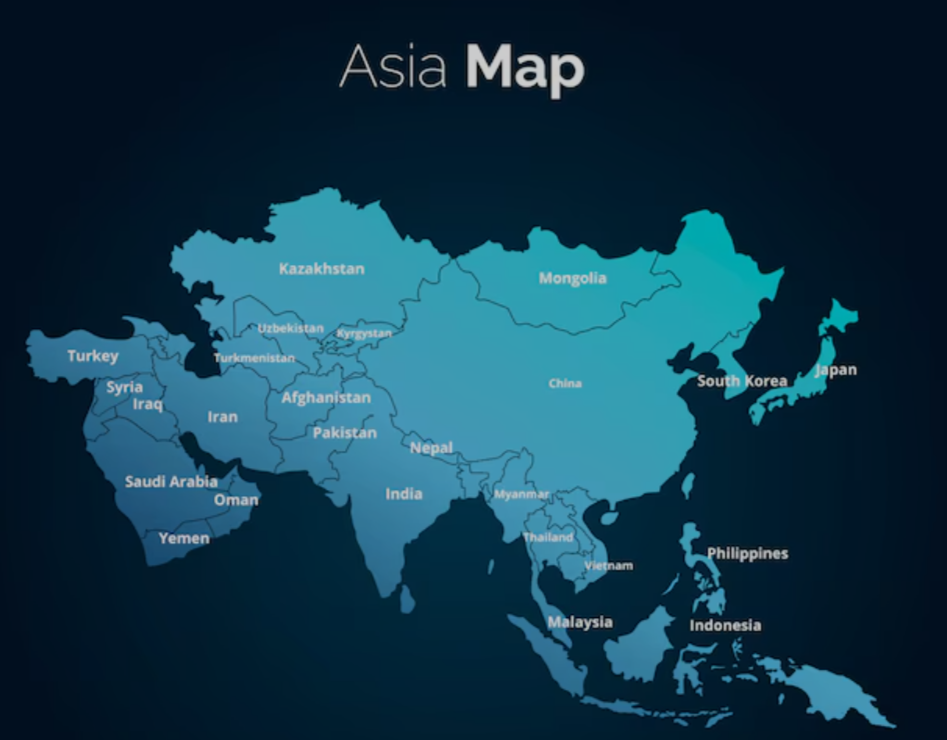 Asia Map
Kazakhstan
Mongolia
Uzbekistan
Kyrgystan
Turkey
Turkmenistan
Japan
South Korea
China
Syria
Afghanistan
Iraq
Iran
Pakistan
Nepal
Saudi Arabia
India
Myanmar
Oman
Yemen
Thailand
Philippines
Vietnam
Malaysia
Indonesia